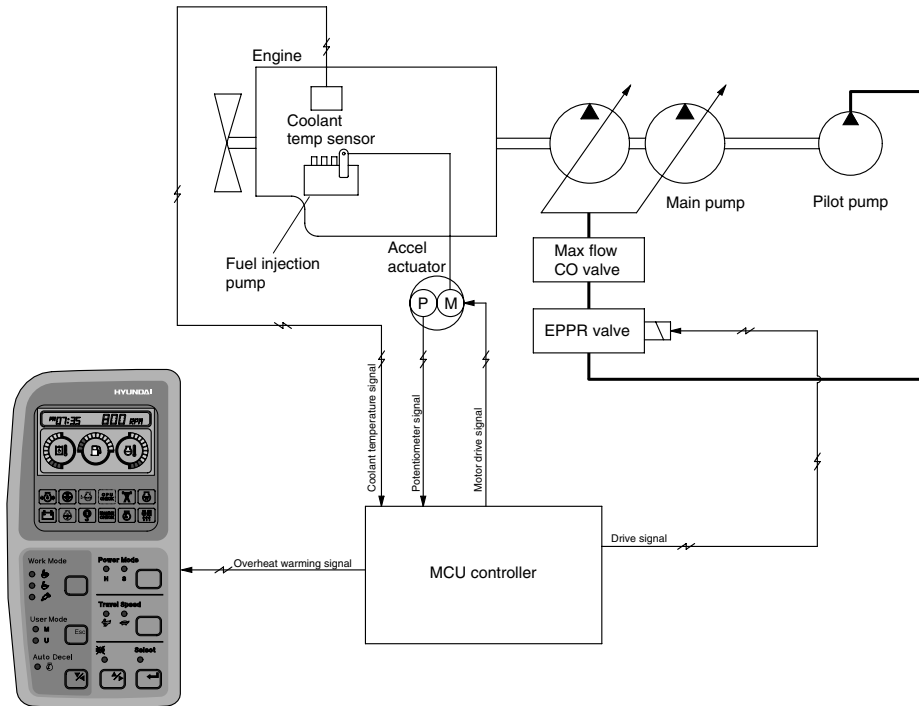 Engine
Coolant
temp sensor
Fuel injection
pump
Accel
actuator
P
M
Main pump
Pilot pump
Max flow
CO valve
EPPR valve
Coolant temperature signal
Potentiometer signal
Motor drive signal
Drive signal
MCU controller
Overheat warming signal
HYUNDAI
07:35
800 RPM
Work Mode
Power Mode
H S
Travel Speed
User Mode
M
U
Esc
Auto Decel
Select